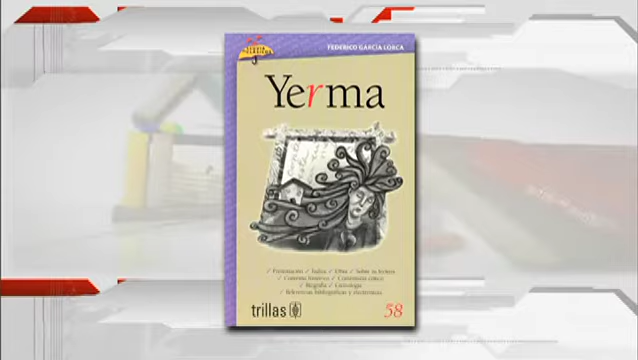 FEDERICO GARCÍA LORCA
Yerma
✓ Presentación ✓ Índice ✓ Obra ✓ Sobre la lectura
✓ Contexto histórico ✓ Comentario crítico
✓ Biografía ✓ Cronología
✓ Referencias bibliográficas y electrónicas
trillas
58